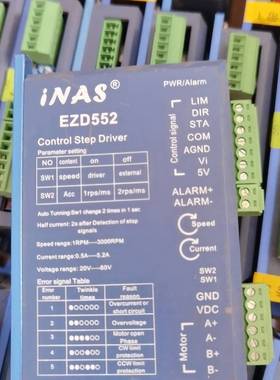 iNAS®
PWR/Alarm
EZD552
Control Step Driver
Parameter setting
NO content on off
SW1 speed driver external
SW2 Acc 1rps/ms 2rps/ms
Auto Tunning:Sw1 change 2 times in 1 sec
Half current: 2s after Detection of stop
signals
Speed range:1RPM----3000RPM
Current range:0.5A---5.2A
Voltage range: 20V----50V
Error signal Table
Error number Twinkle times Fault reason
1 Overcurrent or short circuit
2 Overvoltage
3 Motor open Phase
4 CW limit protection
5 CCW limit protection
Control signal
LIM
DIR
STA
COM
AGND
Vi
5V
ALARM+
ALARM-
Speed
Current
SW2
SW1
GND
VDC
Motor
A+
A-
B+
B-